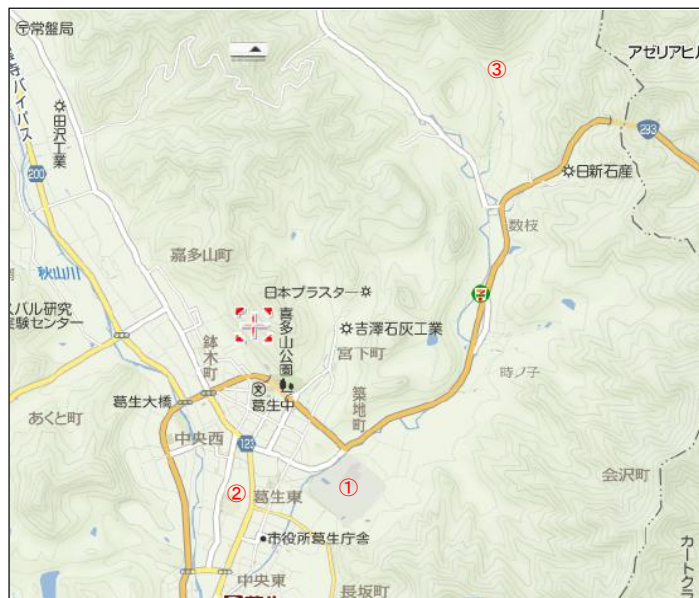 〒常盤局
③
アゼリアヒル
寺バイパス
田沢工業
200
293
日新石産
数枝
嘉多山町
秋山川
スバル研究
実験センター
日本プラスター
喜多山公園
吉澤石灰工業
鉢木町
宮下町
時ノ子
葛生中
築地町
葛生大橋
あくと町
中央西
123
会沢町
①
②
葛生東
市役所葛生庁舎
カートクラ
中央東
長坂町